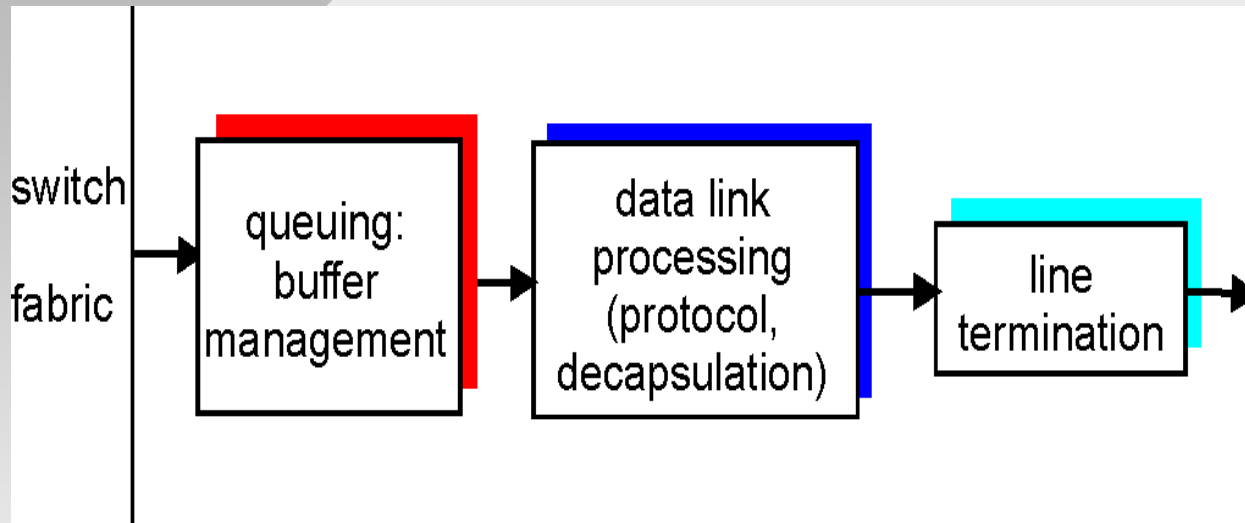 switch
fabric
queuing:
buffer
management
data link
processing
(protocol,
decapsulation)
line
termination